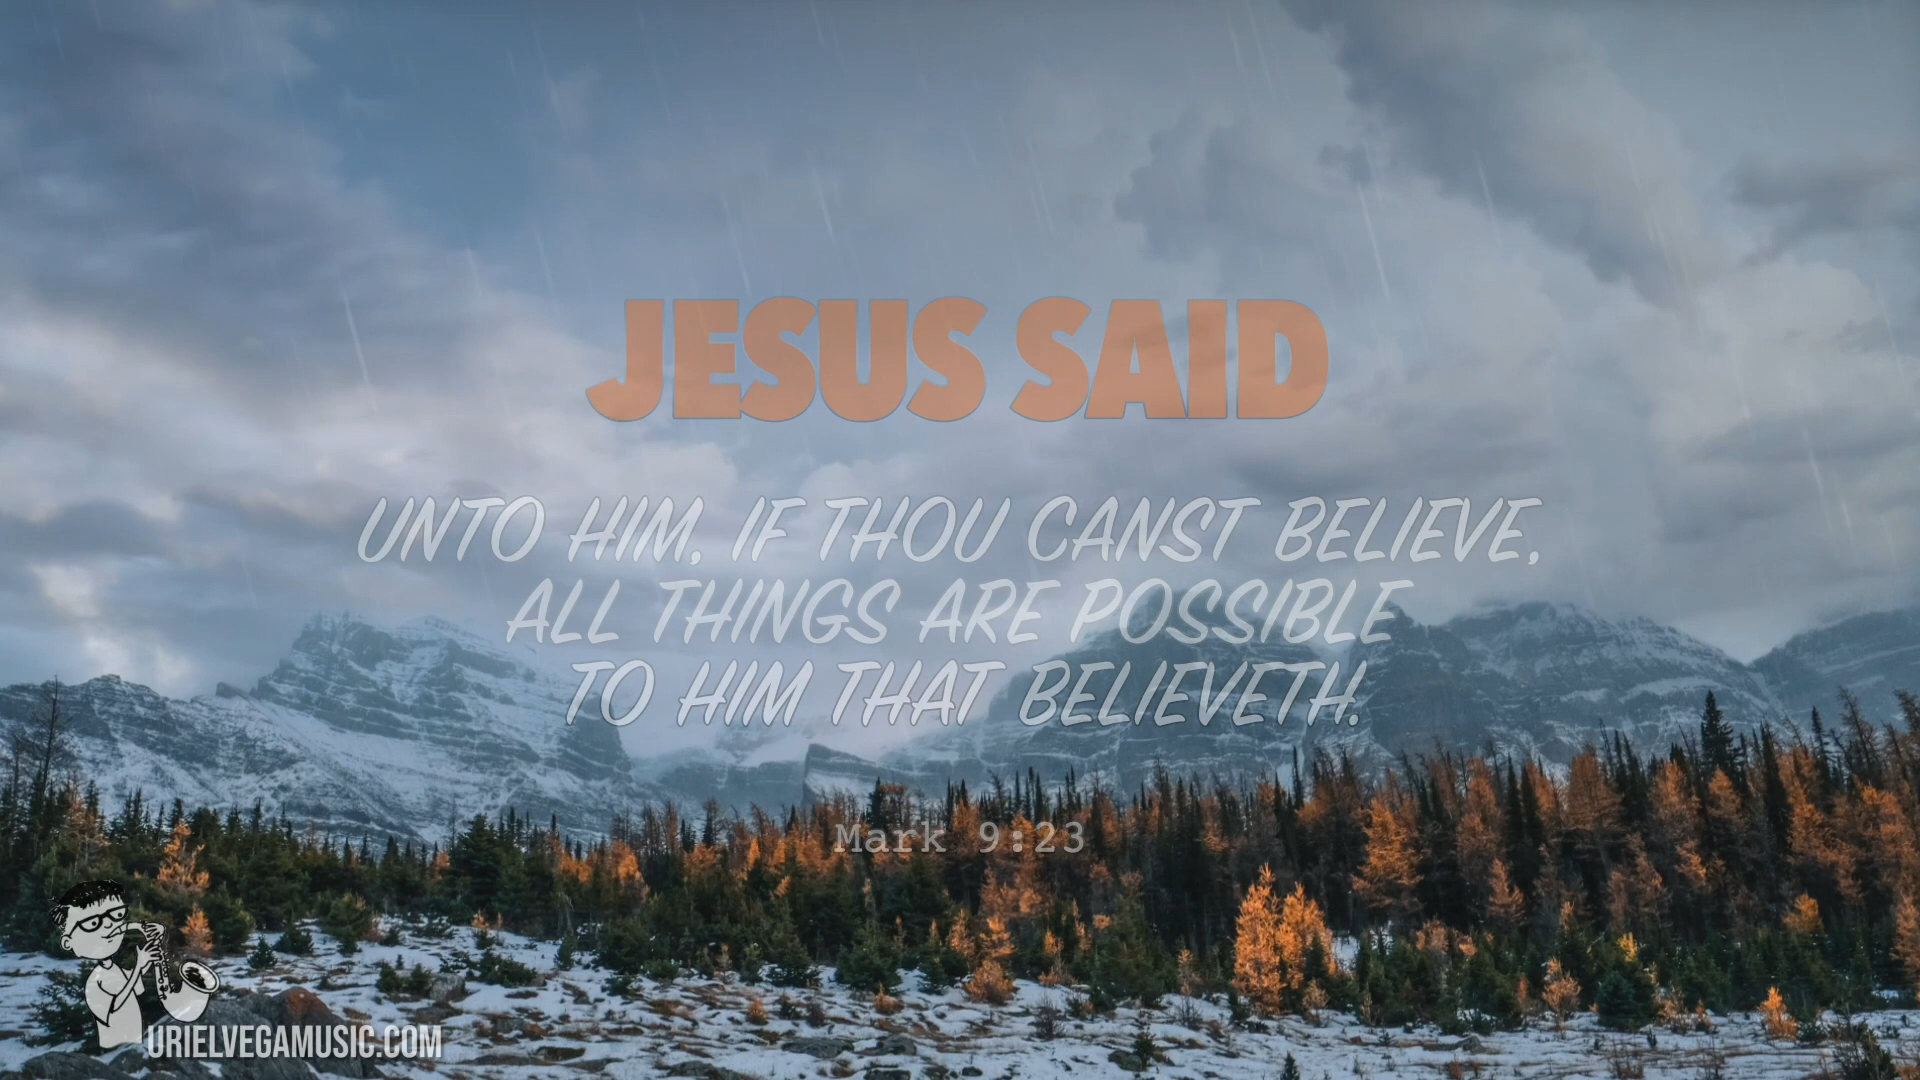 JESUS SAID
UNTO HIM, IF THOU CANST BELIEVE,
ALL THINGS ARE POSSIBLE
TO HIM THAT BELIEVETH.
Mark 9:23
URIELVEGAMUSIC.COM